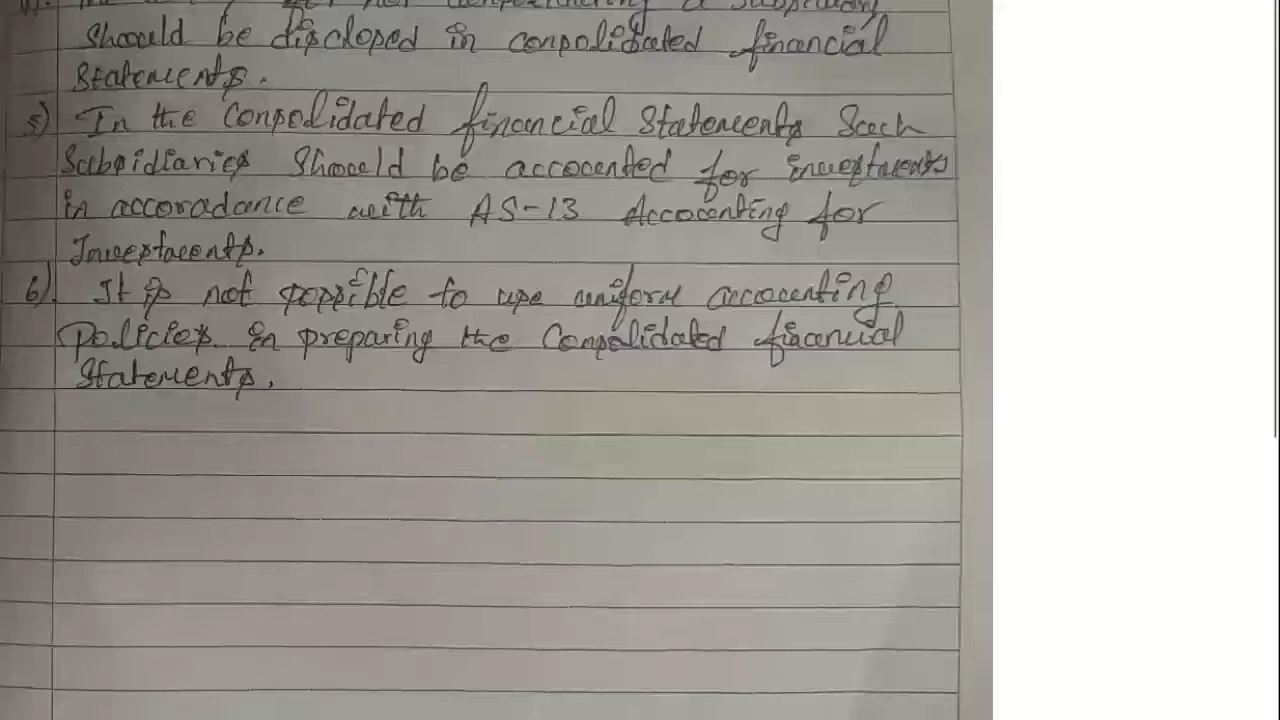 should be disclosed in consolidated financial
statements.
5) In the consolidated financial statements such
subsidiaries should be accounted for investments
in accoradance with AS-13 Accounting for
Investments.
6) It is not possible to use uniform accounting
policies in preparing the consolidated financial
statements.